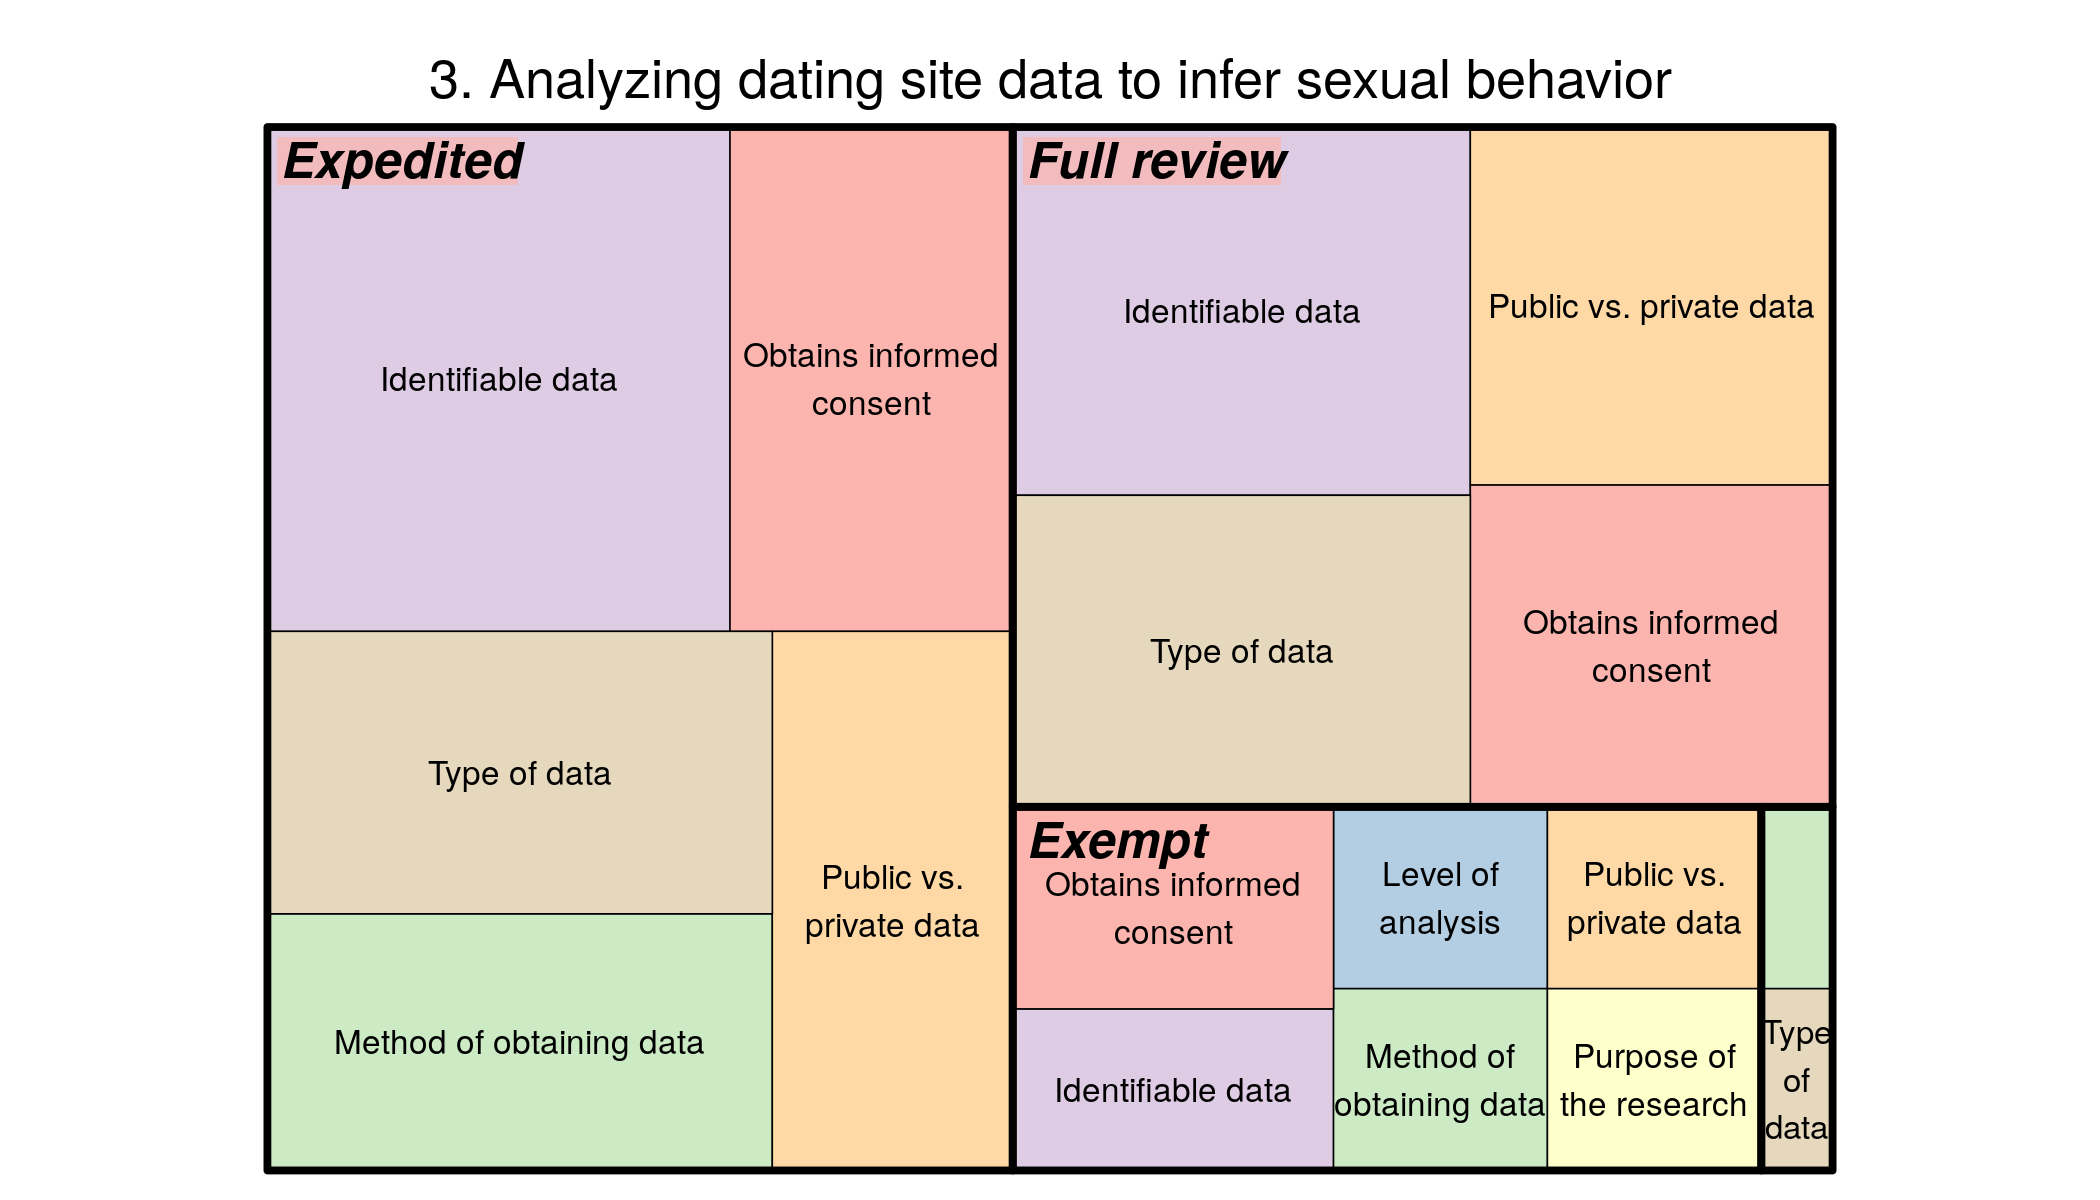 3. Analyzing dating site data to infer sexual behavior
Expedited
Identifiable data
Obtains informed
consent
Type of data
Public vs.
private data
Method of obtaining data
Full review
Identifiable data
Public vs. private data
Type of data
Obtains informed
consent
Exempt
Obtains informed
consent
Identifiable data
Level of
analysis
Public vs.
private data
Method of
obtaining data
Purpose of
the research
Type
of
data